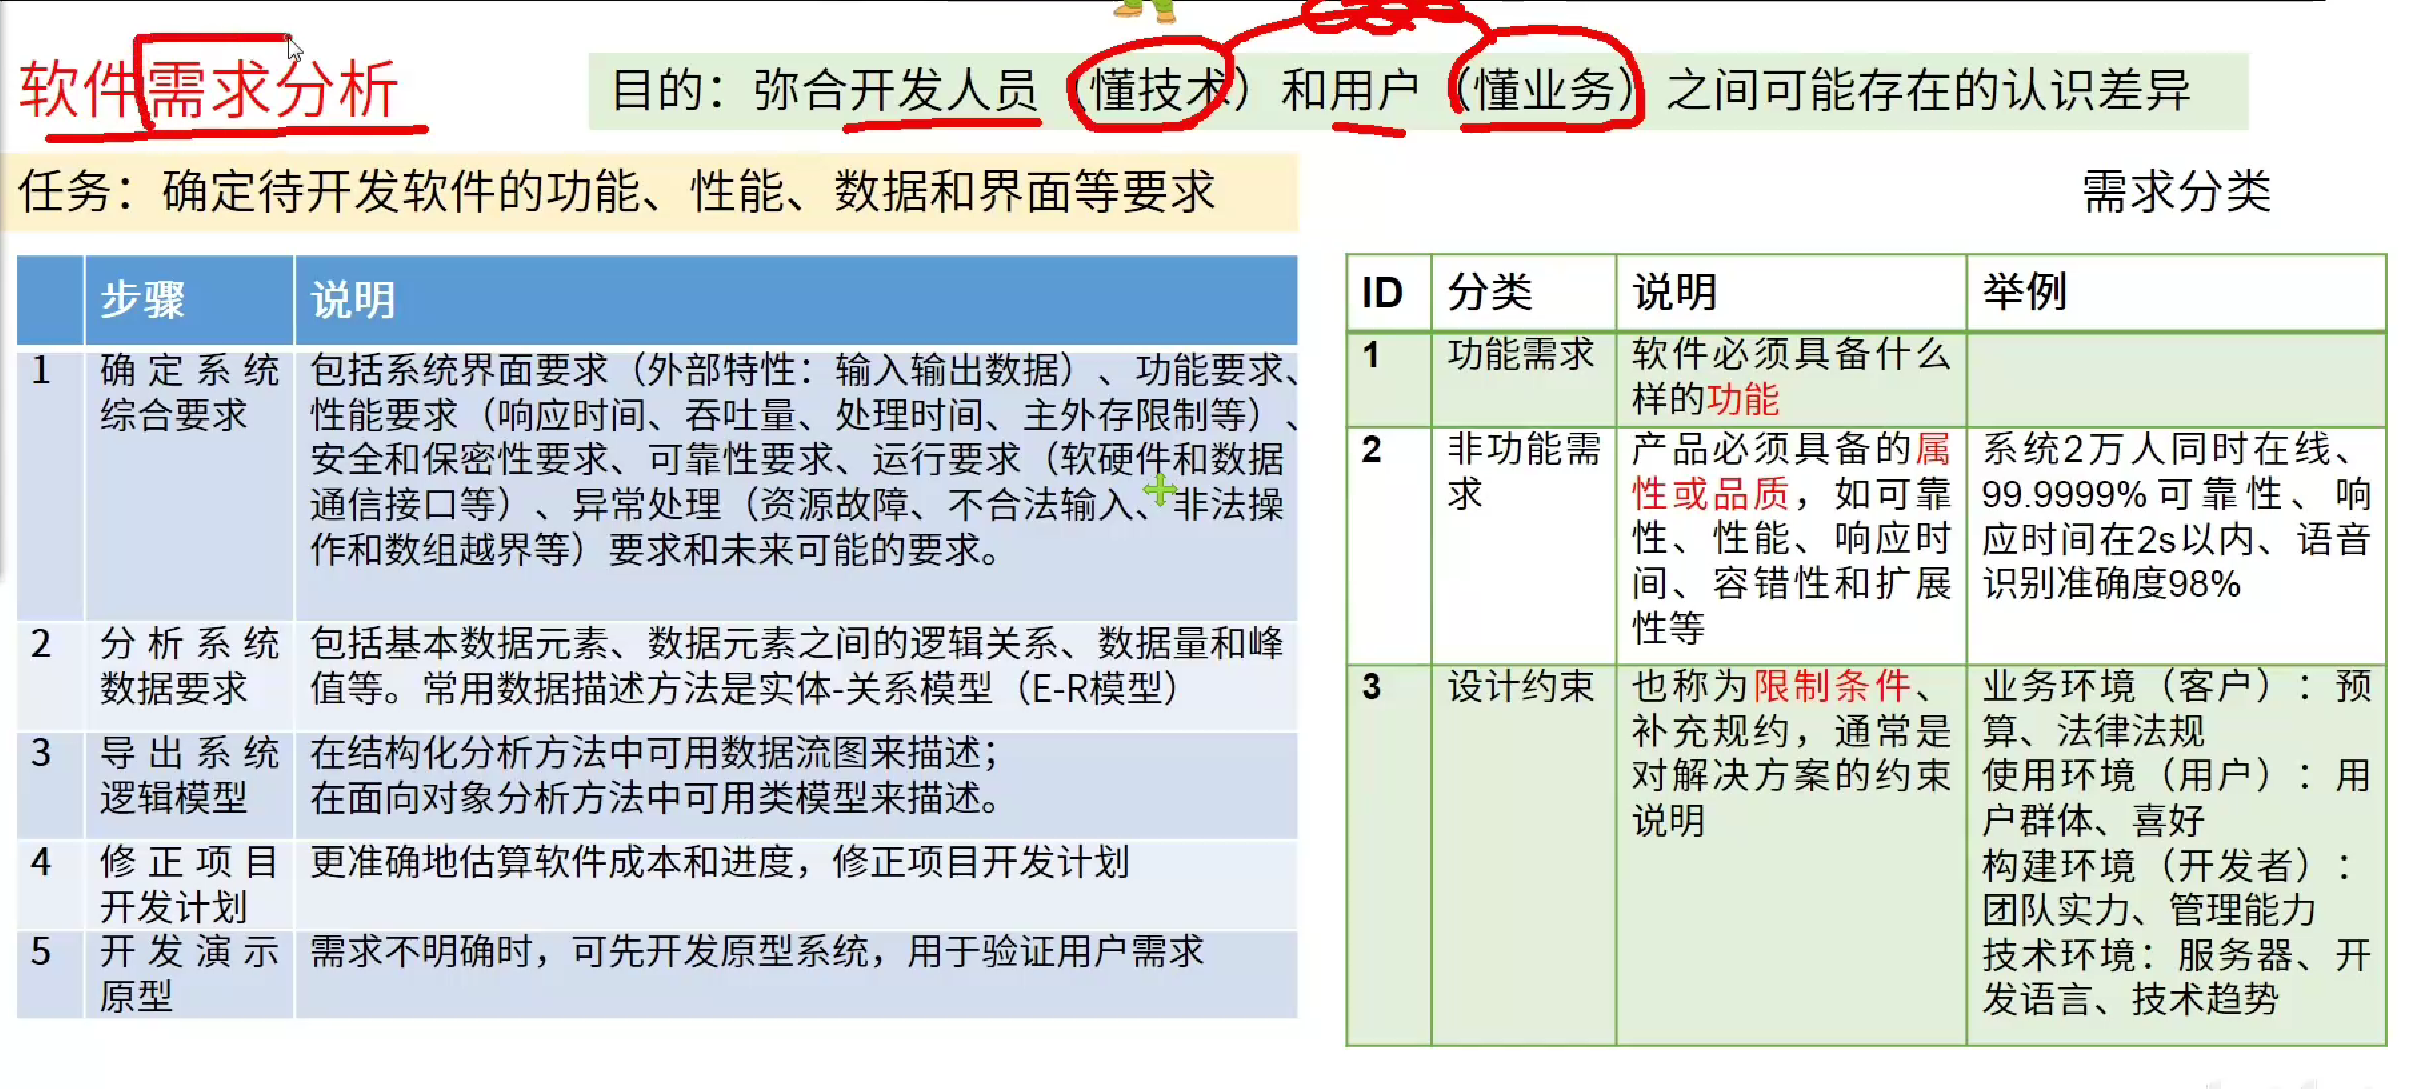 软件需求分析
目的：弥合开发人员（懂技术）和用户（懂业务）之间可能存在的认识差异
任务：确定待开发软件的功能、性能、数据和界面等要求
需求分类
步骤 说明
1 确定系统综合要求
包括系统界面要求（外部特性：输入输出数据）、功能要求、
性能要求（响应时间、吞吐量、处理时间、主外存限制等）、
安全和保密性要求、可靠性要求、运行要求（软硬件和数据
通信接口等）、异常处理（资源故障、不合法输入、非法操
作和数组越界等）要求和未来可能的要求。
2 分析系统数据要求
包括基本数据元素、数据元素之间的逻辑关系、数据量和峰
值等。常用数据描述方法是实体-关系模型（E-R模型）
3 导出系统逻辑模型
在结构化分析方法中可用数据流图来描述；
在面向对象分析方法中可用类模型来描述。
4 修正项目开发计划
更准确地估算软件成本和进度，修正项目开发计划
5 开发演示原型
需求不明确时，可先开发原型系统，用于验证用户需求
ID 分类 说明 举例
1 功能需求
软件必须具备什么
样的功能
2 非功能需求
产品必须具备的属
性或品质，如可靠
性、性能、响应时
间、容错性和扩展
性等
系统2万人同时在线、
99.9999%可靠性、响
应时间在2s以内、语音
识别准确度98%
3 设计约束
也称为限制条件、
补充规约，通常是
对解决方案的约束
说明
业务环境（客户）：预
算、法律法规
使用环境（用户）：用
户群体、喜好
构建环境（开发者）：
团队实力、管理能力
技术环境：服务器、开
发语言、技术趋势